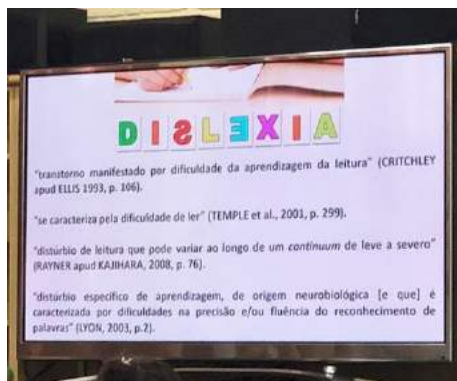 DISLEXIA
"transtorno manifestado por dificuldade da aprendizagem da leitura" (CRITCHLEY
apud ELLIS 1993, p. 106).
"se caracteriza pela dificuldade de ler" (TEMPLE et al., 2001, p. 299).
"distúrbio de leitura que pode variar ao longo de um continuum de leve a severo"
(RAYNER apud KAJIHARA, 2008, p. 76).
"distúrbio específico de aprendizagem, de origem neurobiológica [e que] é
caracterizada por dificuldades na precisão e/ou fluência do reconhecimento de
palavras" (LYON, 2003, p.2).